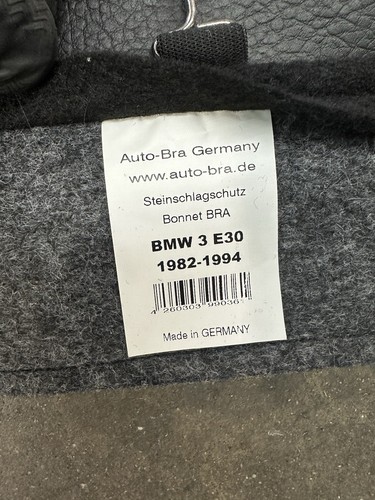 Auto-Bra Germany
www.auto-bra.de
Steinschlagschutz
Bonnet BRA
BMW 3 E30
1982-1994
4 260303 99036
Made in GERMANY